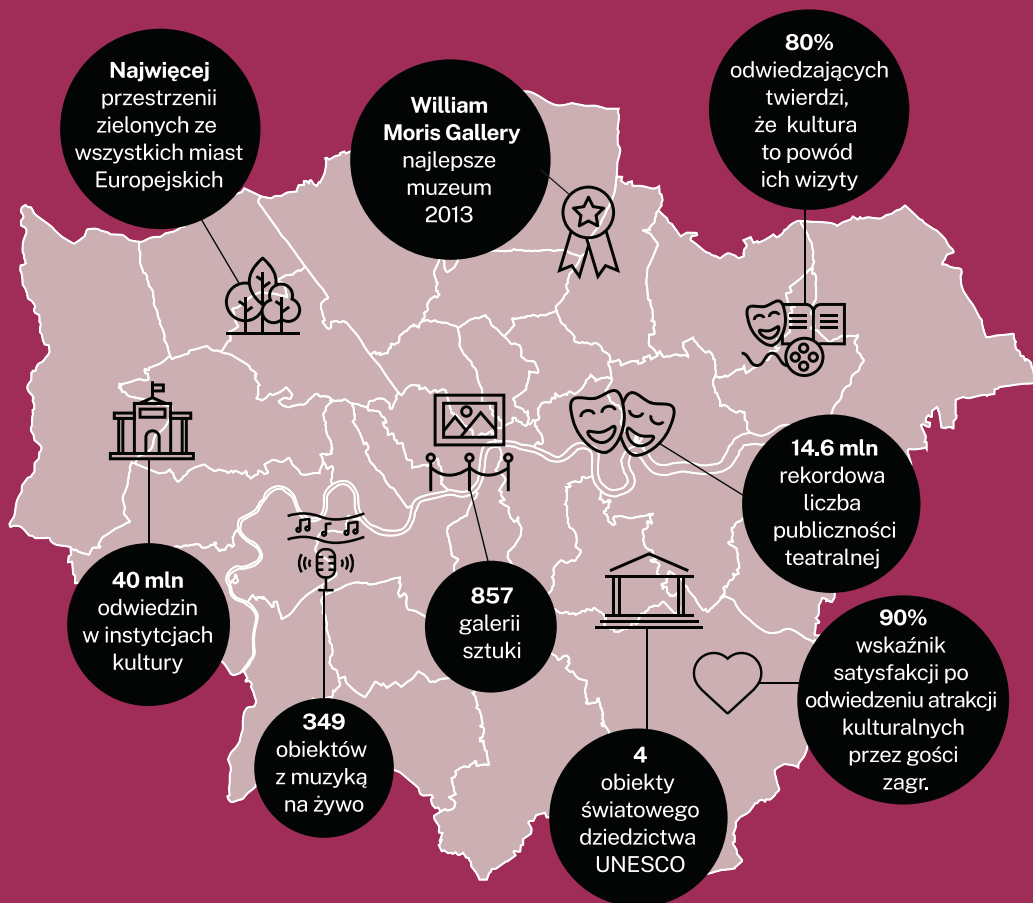 Najwięcej
przestrzenii
zielonych ze
wszystkich miast
Europejskich
William
Moris Gallery
najlepsze
muzeum
2013
80%
odwiedzających
twierdzi,
że kultura
to powód
ich wizyty
14.6 mln
rekordowa
liczba
publiczności
teatralnej
40 mln
odwiedzin
w instytcjach
kultury
857
galerii
sztuki
90%
wskaźnik
satysfakcji po
odwiedzeniu atrakcji
kulturalnych
przez gości
zagr.
349
obiektów
z muzyką
na żywo
4
obiekty
światowego
dziedzictwa
UNESCO